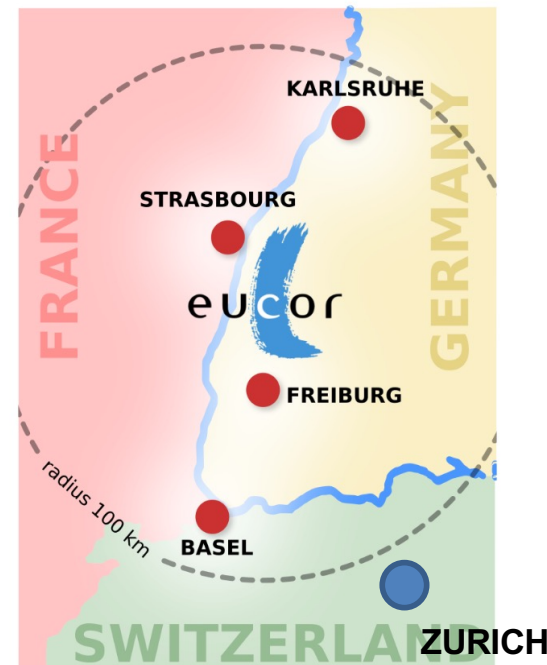 KARLSRUHE
FRANCE
GERMANY
STRASBOURG
eucor
FREIBURG
radius 100 km
BASEL
SWITZERLAND
ZURICH